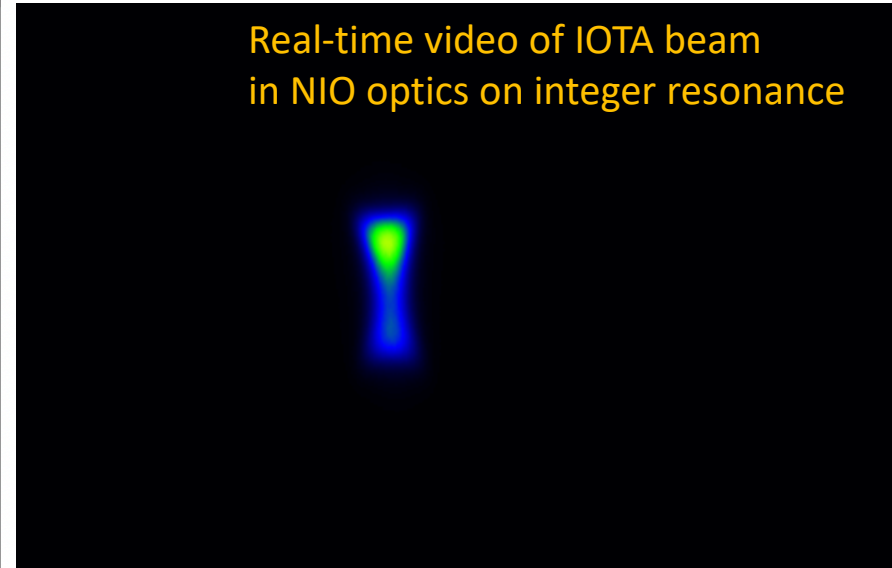 Real-time video of IOTA beam
in NIO optics on integer resonance